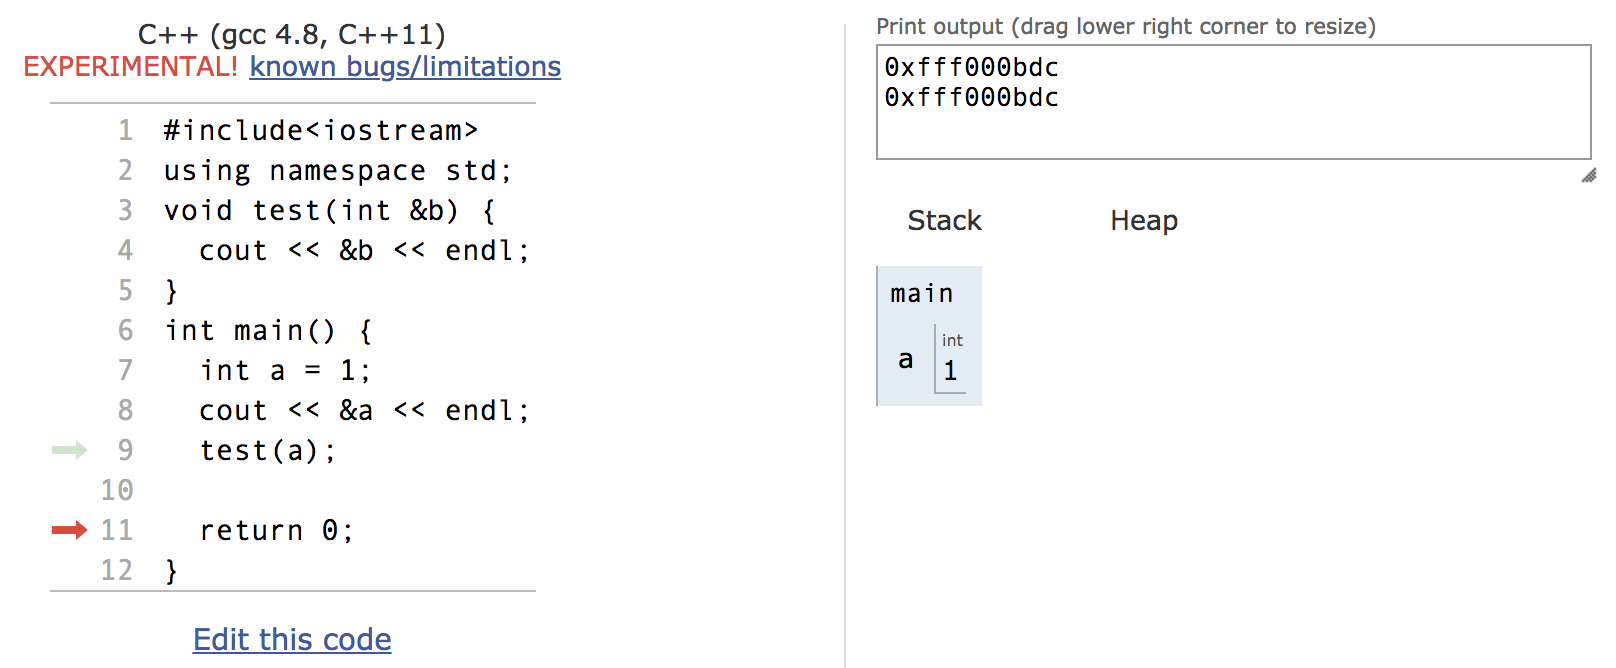 C++ (gcc 4.8, C++11)
EXPERIMENTAL! known bugs/limitations
1 #include<iostream>
2 using namespace std;
3 void test(int &b) {
4   cout << &b << endl;
5 }
6 int main() {
7   int a = 1;
8   cout << &a << endl;
9   test(a);
10
11   return 0;
12 }
Edit this code
Print output (drag lower right corner to resize)
0xfff000bdc
0xfff000bdc
Stack Heap
main
int
a 1